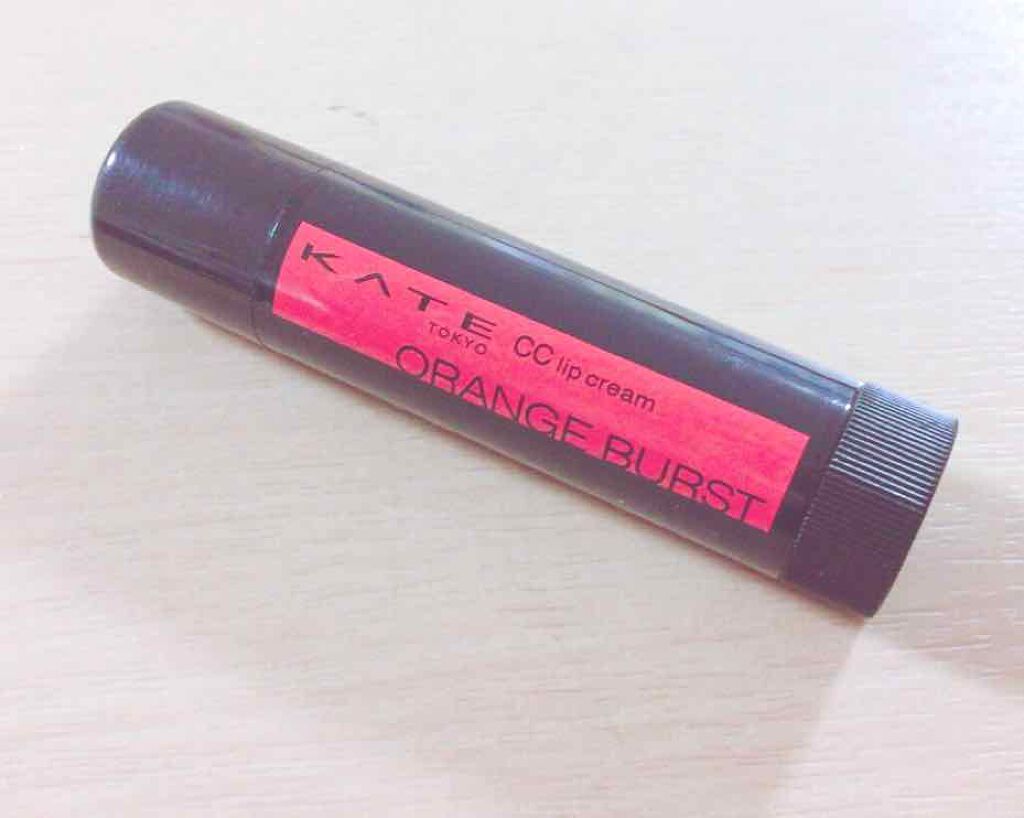 KATE
TOKYO
CC lip cream
ORANGE BURST